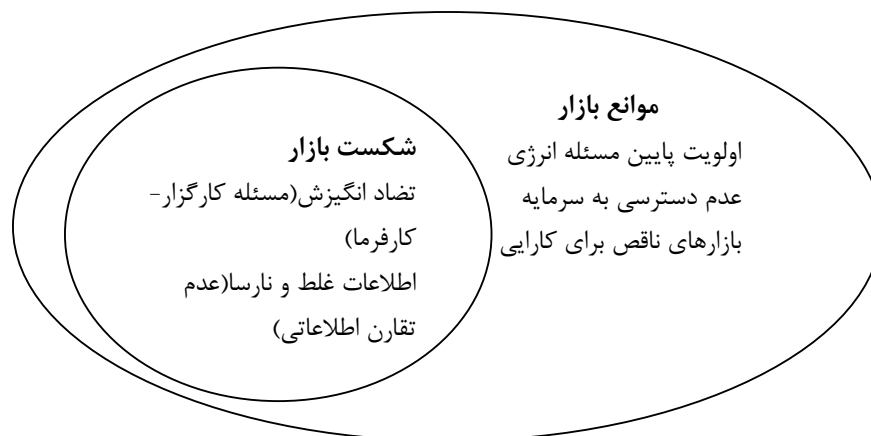 موانع بازار
اولویت پایین مسئله انرژی
عدم دسترسی به سرمایه
بازارهای ناقص برای کارایی
شکست بازار
تضاد انگیزش(مسئله کارگزار-
کارفرما)
اطلاعات غلط و نارسا(عدم
تقارن اطلاعاتی)